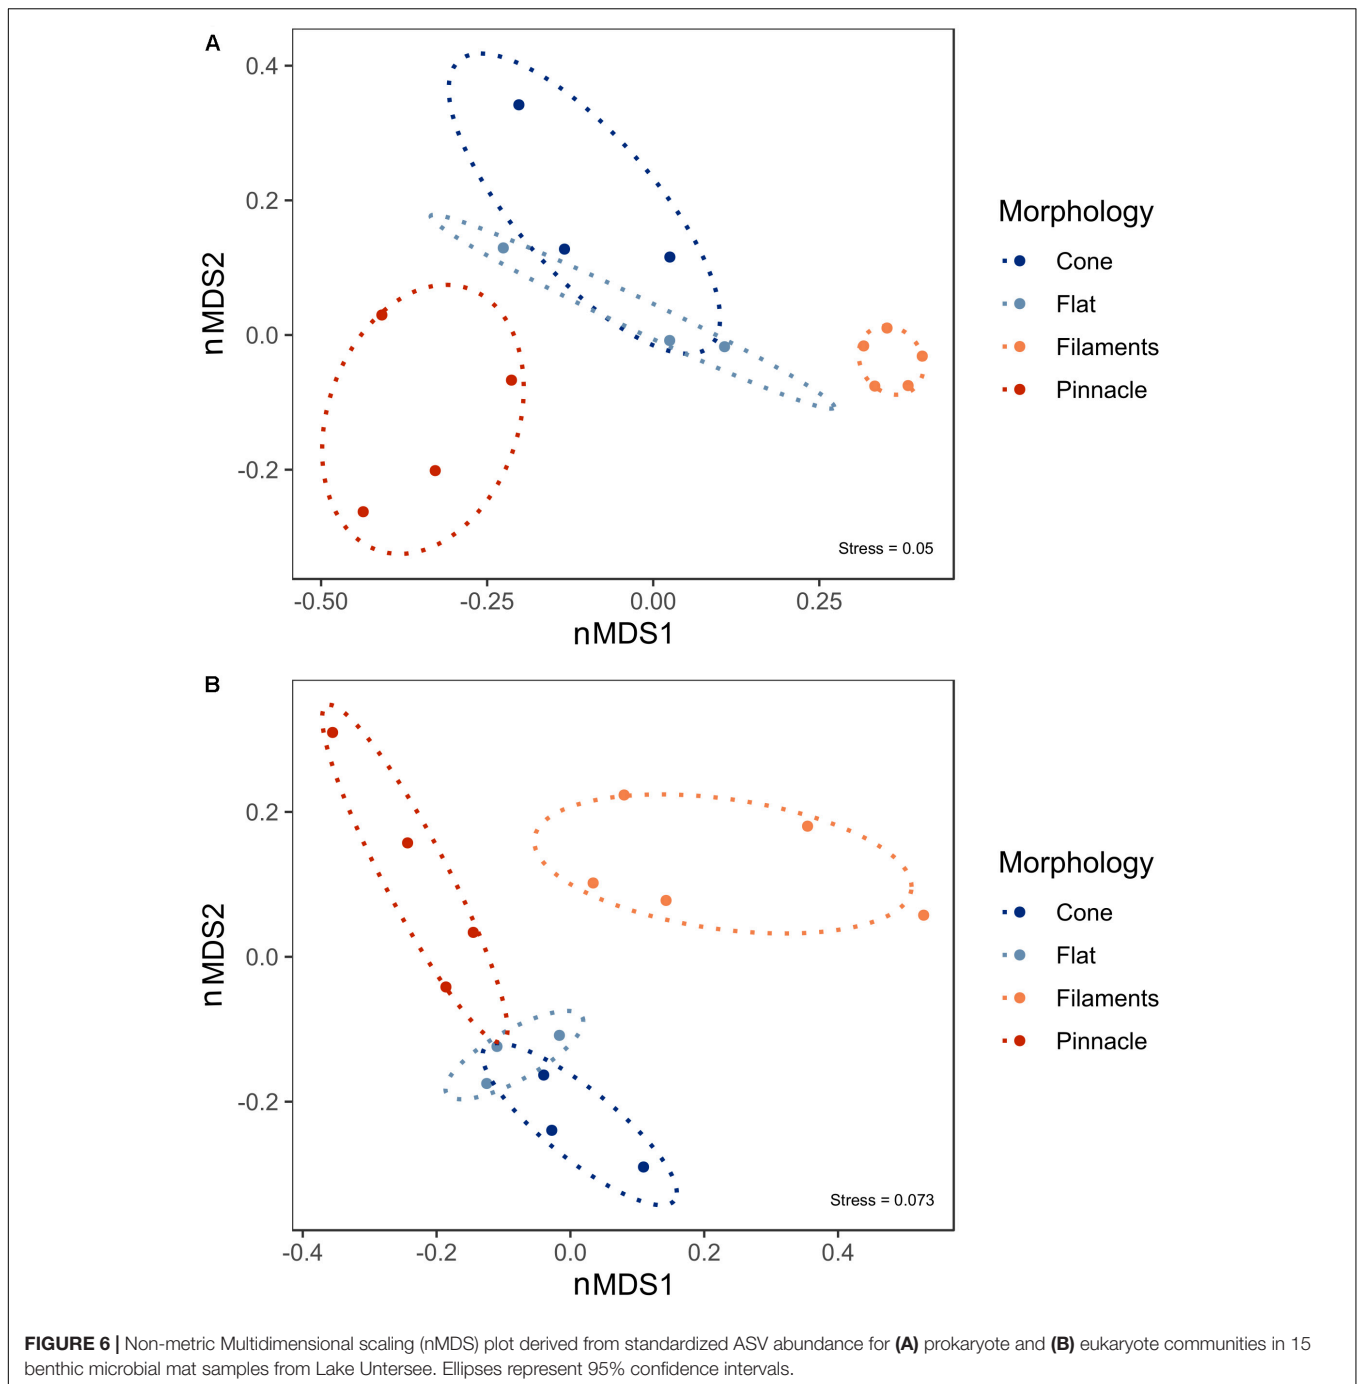 A
0.4
0.2
0.0
-0.2
nMDS2
-0.50 -0.25 0.00 0.25
nMDS1
Stress = 0.05
Morphology
Cone
Flat
Filaments
Pinnacle
B
0.2
0.0
-0.2
nMDS2
-0.4 -0.2 0.0 0.2 0.4
nMDS1
Stress = 0.073
Morphology
Cone
Flat
Filaments
Pinnacle
FIGURE 6 | Non-metric Multidimensional scaling (nMDS) plot derived from standardized ASV abundance for (A) prokaryote and (B) eukaryote communities in 15
benthic microbial mat samples from Lake Untersee. Ellipses represent 95% confidence intervals.